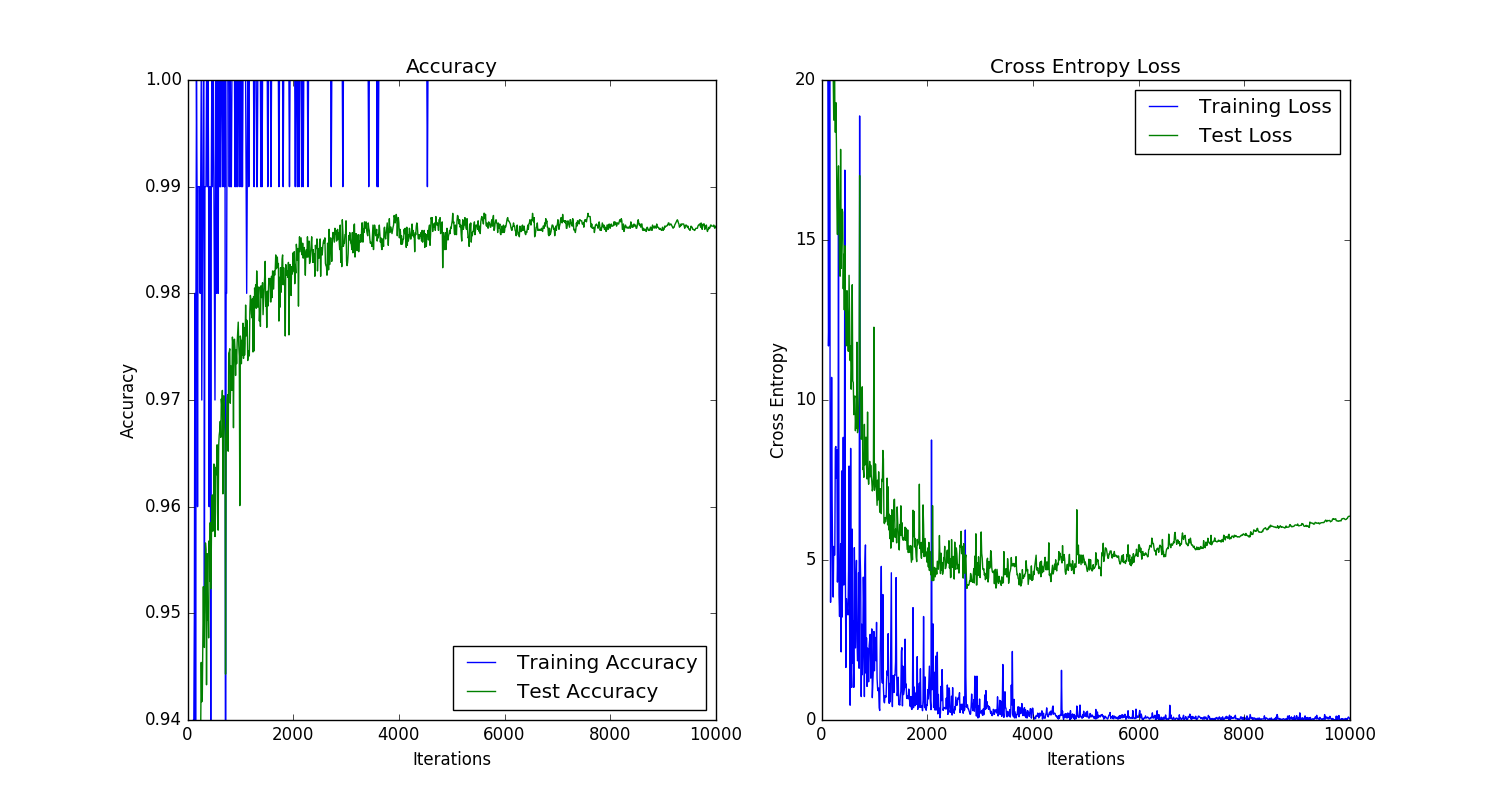 Accuracy
1.00
0.99
0.98
0.97
0.96
0.95
0.94
Accuracy
Training Accuracy
Test Accuracy
0 2000 4000 6000 8000 10000
Iterations
Cross Entropy Loss
20
15
10
5
0
Cross Entropy
Training Loss
Test Loss
0 2000 4000 6000 8000 10000
Iterations